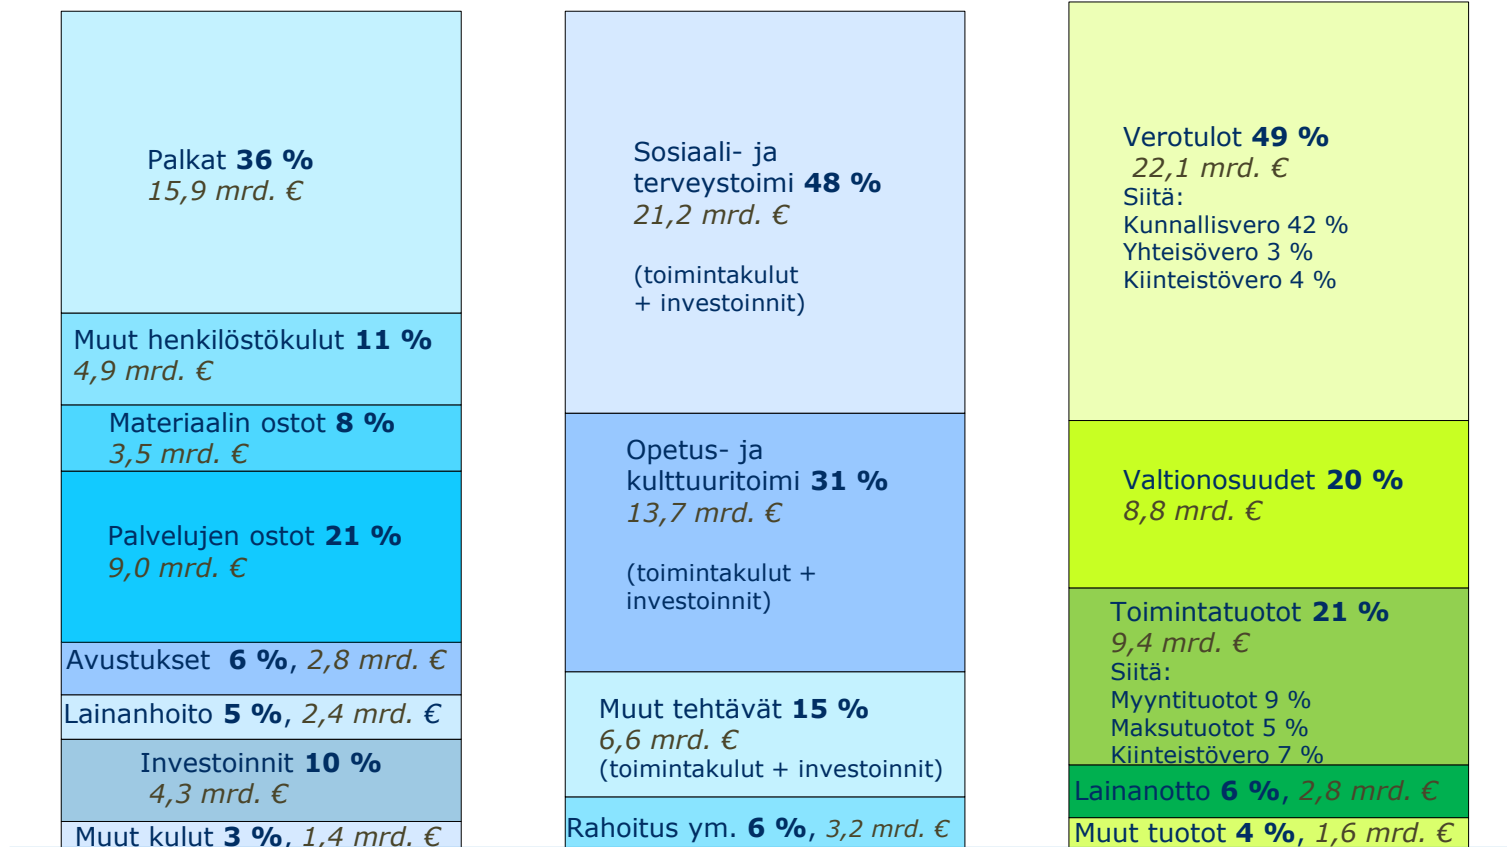 Palkat 36 %
15,9 mrd. €
Muut henkilöstökulut 11 %
4,9 mrd. €
Materiaalin ostot 8 %
3,5 mrd. €
Palvelujen ostot 21 %
9,0 mrd. €
Avustukset 6 %, 2,8 mrd. €
Lainanhoito 5 %, 2,4 mrd. €
Investoinnit 10 %
4,3 mrd. €
Muut kulut 3 %, 1,4 mrd. €
Sosiaali- ja
terveystoimi 48 %
21,2 mrd. €
(toimintakulut
+ investoinnit)
Opetus- ja
kulttuuritoimi 31 %
13,7 mrd. €
(toimintakulut +
investoinnit)
Muut tehtävät 15 %
6,6 mrd. €
(toimintakulut + investoinnit)
Rahoitus ym. 6 %, 3,2 mrd. €
Verotulot 49 %
22,1 mrd. €
Siitä:
Kunnallisvero 42 %
Yhteisövero 3 %
Kiinteistövero 4 %
Valtionosuudet 20 %
8,8 mrd. €
Toimintatuotot 21 %
9,4 mrd. €
Siitä:
Myyntituotot 9 %
Maksutuotot 5 %
Kiinteistövero 7 %
Lainanotto 6 %, 2,8 mrd. €
Muut tuotot 4 %, 1,6 mrd. €